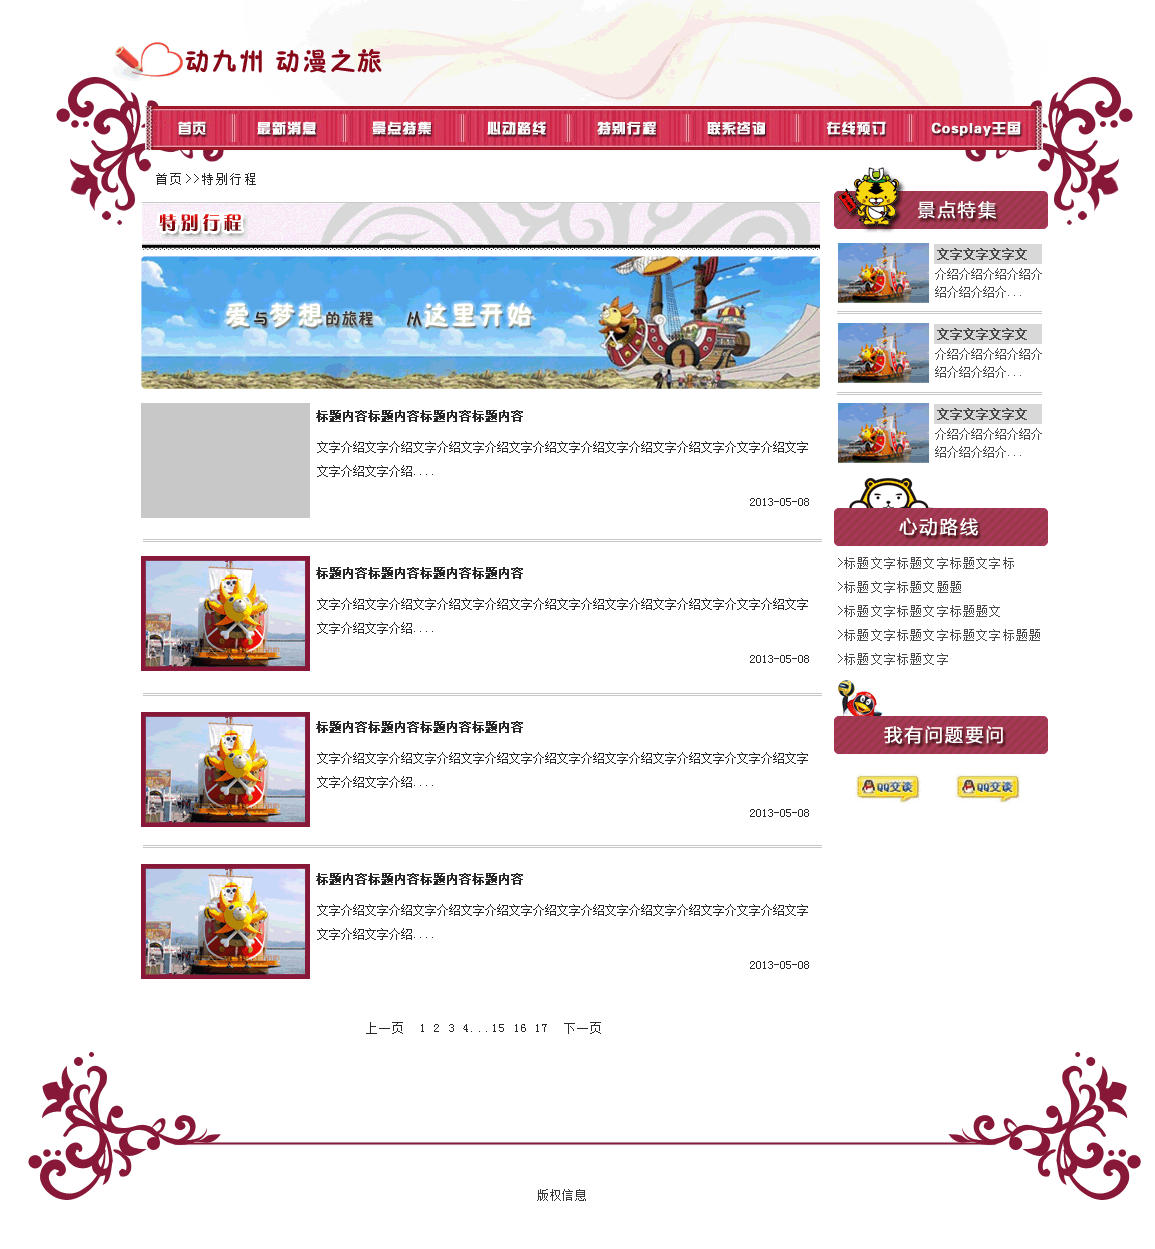 动九州 动漫之旅
首页 最新消息 景点特集 心动路线 特别行程 联系咨询 在线预订 Cosplay王国
首页>>特别行程
特别行程
爱与梦想的旅程 从这里开始
标题内容标题内容标题内容标题内容
文字介绍文字介绍文字介绍文字介绍文字介绍文字介绍文字介绍文字介绍文字介文字介绍文字
文字介绍文字介绍....
2013-05-08
标题内容标题内容标题内容标题内容
文字介绍文字介绍文字介绍文字介绍文字介绍文字介绍文字介绍文字介绍文字介文字介绍文字
文字介绍文字介绍....
2013-05-08
标题内容标题内容标题内容标题内容
文字介绍文字介绍文字介绍文字介绍文字介绍文字介绍文字介绍文字介绍文字介文字介绍文字
文字介绍文字介绍....
2013-05-08
标题内容标题内容标题内容标题内容
文字介绍文字介绍文字介绍文字介绍文字介绍文字介绍文字介绍文字介绍文字介文字介绍文字
文字介绍文字介绍....
2013-05-08
上一页 1 2 3 4...15 16 17 下一页
景点特集
文字文字文字文
介绍介绍介绍介绍介
绍介绍介绍介...
文字文字文字文
介绍介绍介绍介绍介
绍介绍介绍介...
文字文字文字文
介绍介绍介绍介绍介
绍介绍介绍介...
心动路线
>标题文字标题文字标题文字标
>标题文字标题文题题
>标题文字标题文字标题题文
>标题文字标题文字标题文字标题题
>标题文字标题文字
我有问题要问
QQ交谈 QQ交谈
版权信息